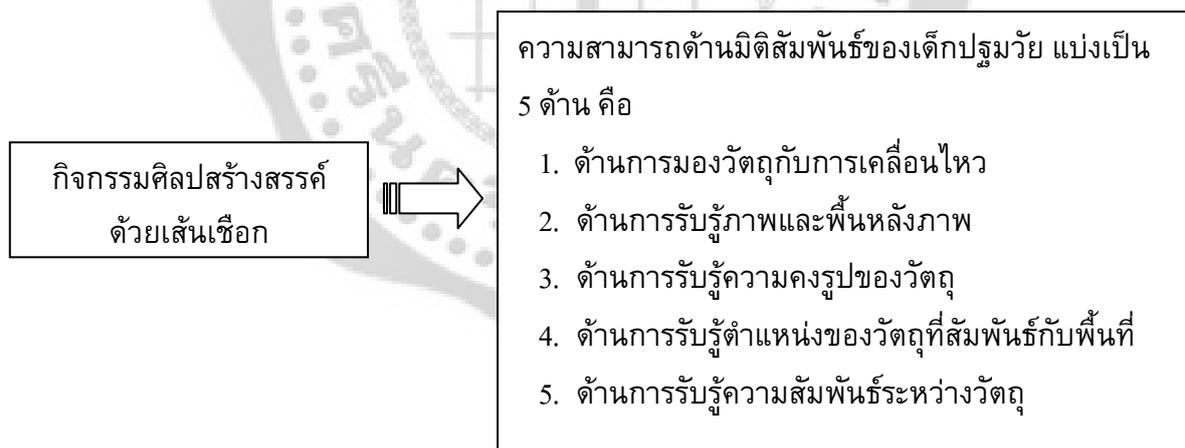 กิจกรรมศิลปสร้างสรรค์
ด้วยเส้นเชือก
ความสามารถด้านมิติสัมพันธ์ของเด็กปฐมวัย แบ่งเป็น
5 ด้าน คือ
1. ด้านการมองวัตถุกับการเคลื่อนไหว
2. ด้านการรับรู้ภาพและพื้นหลังภาพ
3. ด้านการรับรู้ความคงรูปของวัตถุ
4. ด้านการรับรู้ตำแหน่งของวัตถุที่สัมพันธ์กับพื้นที่
5. ด้านการรับรู้ความสัมพันธ์ระหว่างวัตถุ